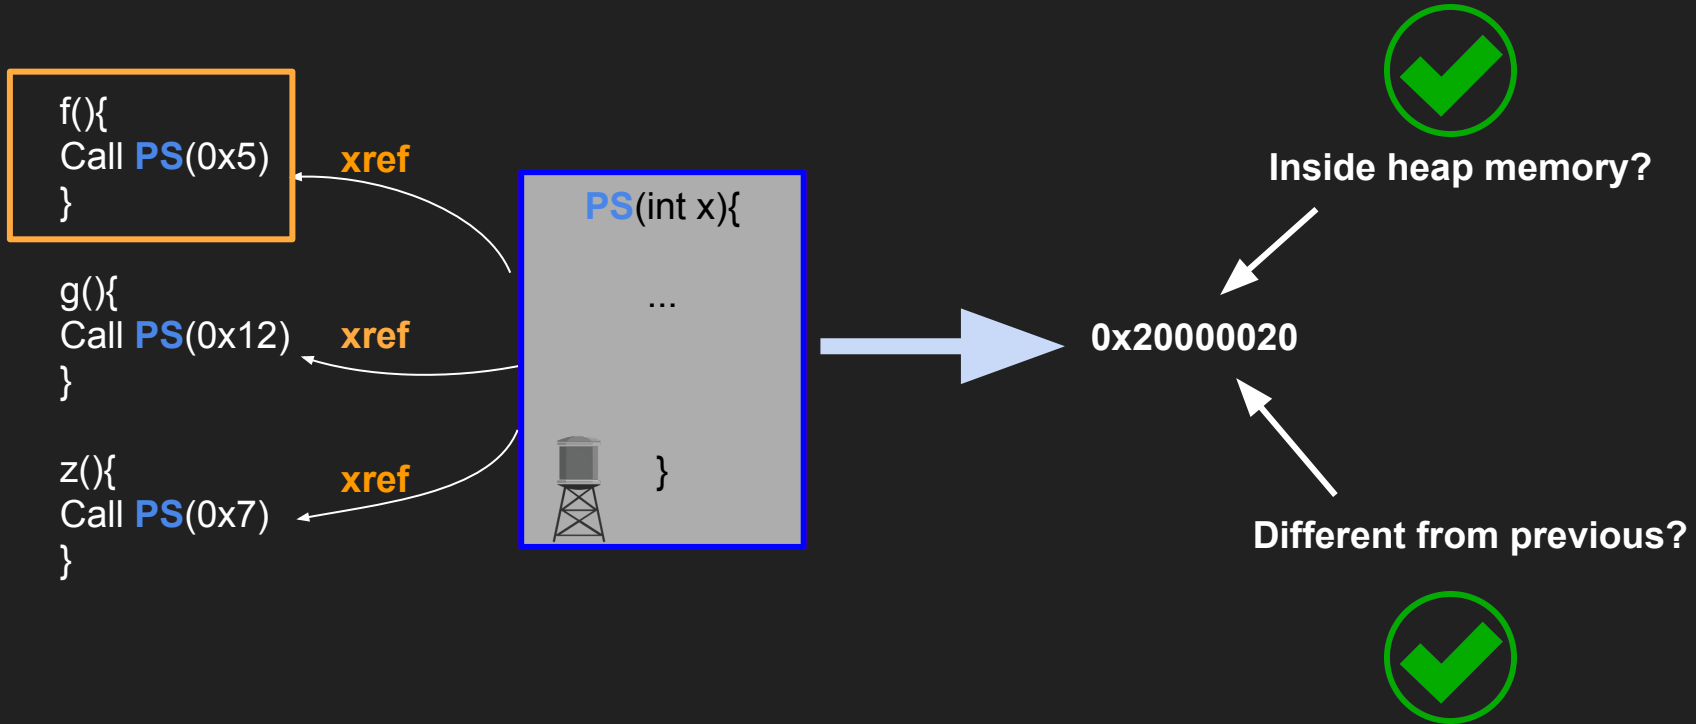 f(){
Call PS(0x5)
}
xref
g(){
Call PS(0x12)
}
xref
z(){
Call PS(0x7)
}
xref
PS(int x){
...
}
Inside heap memory?
0x20000020
Different from previous?